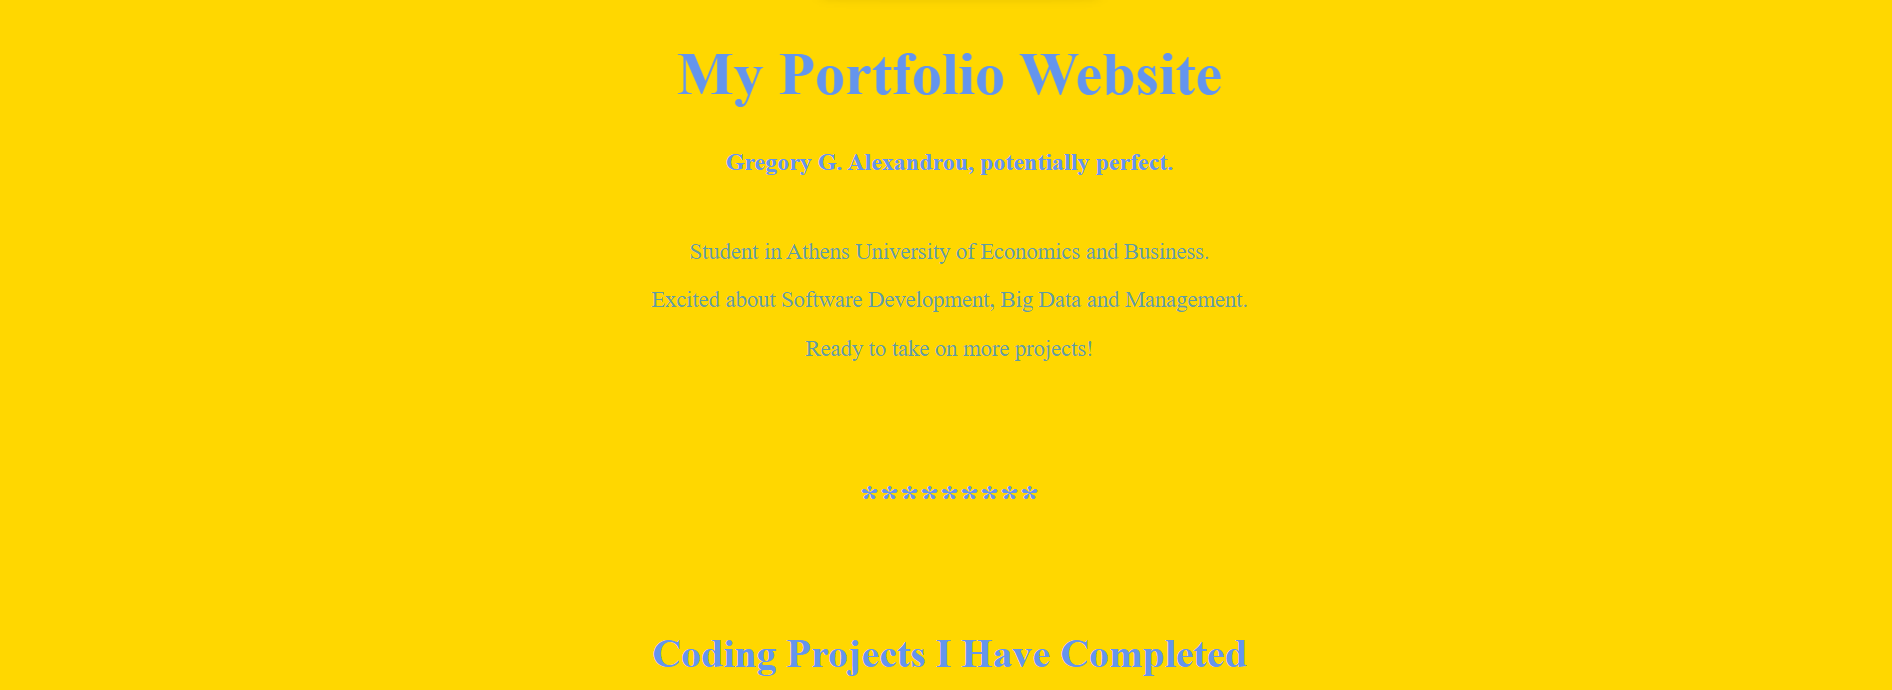 My Portfolio Website
Gregory G. Alexandrou, potentially perfect.
Student in Athens University of Economics and Business.
Excited about Software Development, Big Data and Management.
Ready to take on more projects!
*********
Coding Projects I Have Completed